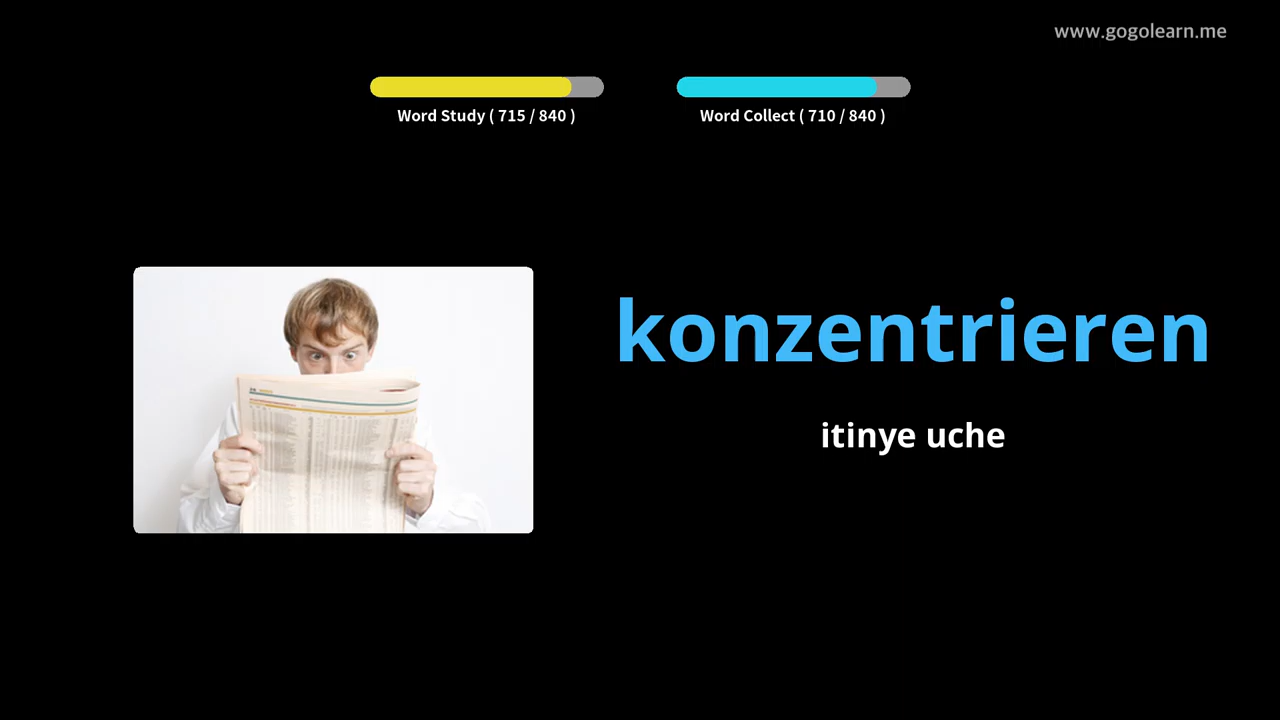 www.gogolearn.me
Word Study ( 715 / 840 )
Word Collect ( 710 / 840 )
konzentrieren
itinye uche